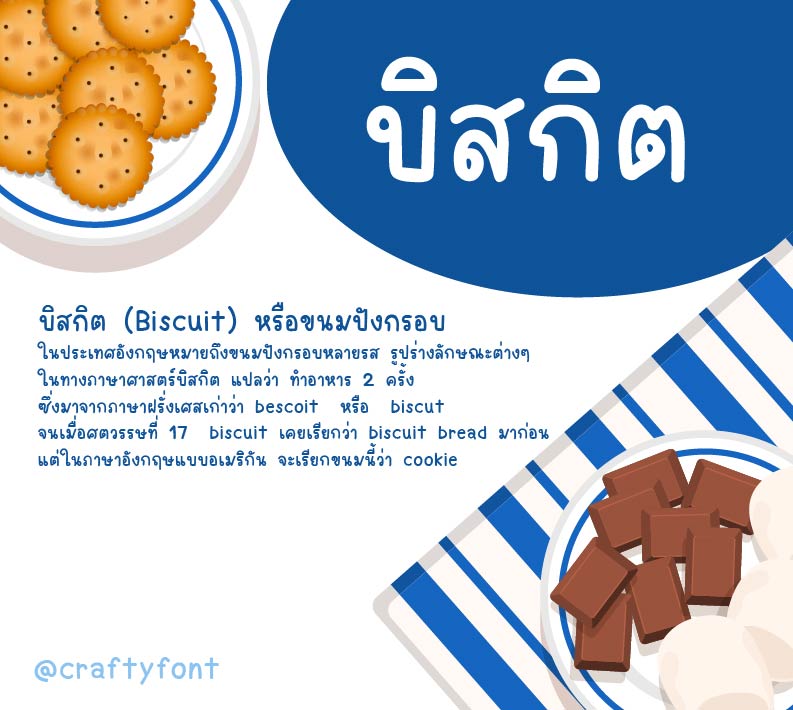 บิสกิต
บิสกิต (Biscuit) หรือขนมปังกรอบ
ในประเทศอังกฤษหมายถึงขนมปังกรอบหลายรส รูปร่างลักษณะต่างๆ
ในทางภาษาศาสตร์บิสกิต แปลว่า ทำอาหาร 2 ครั้ง
ซึ่งมาจากภาษาฝรั่งเศสเก่าว่า bescoit หรือ biscut
จนเมื่อศตวรรษที่ 17 biscuit เคยเรียกว่า biscuit bread มาก่อน
แต่ในภาษาอังกฤษแบบอเมริกัน จะเรียกขนมนี้ว่า cookie
@craftyfont